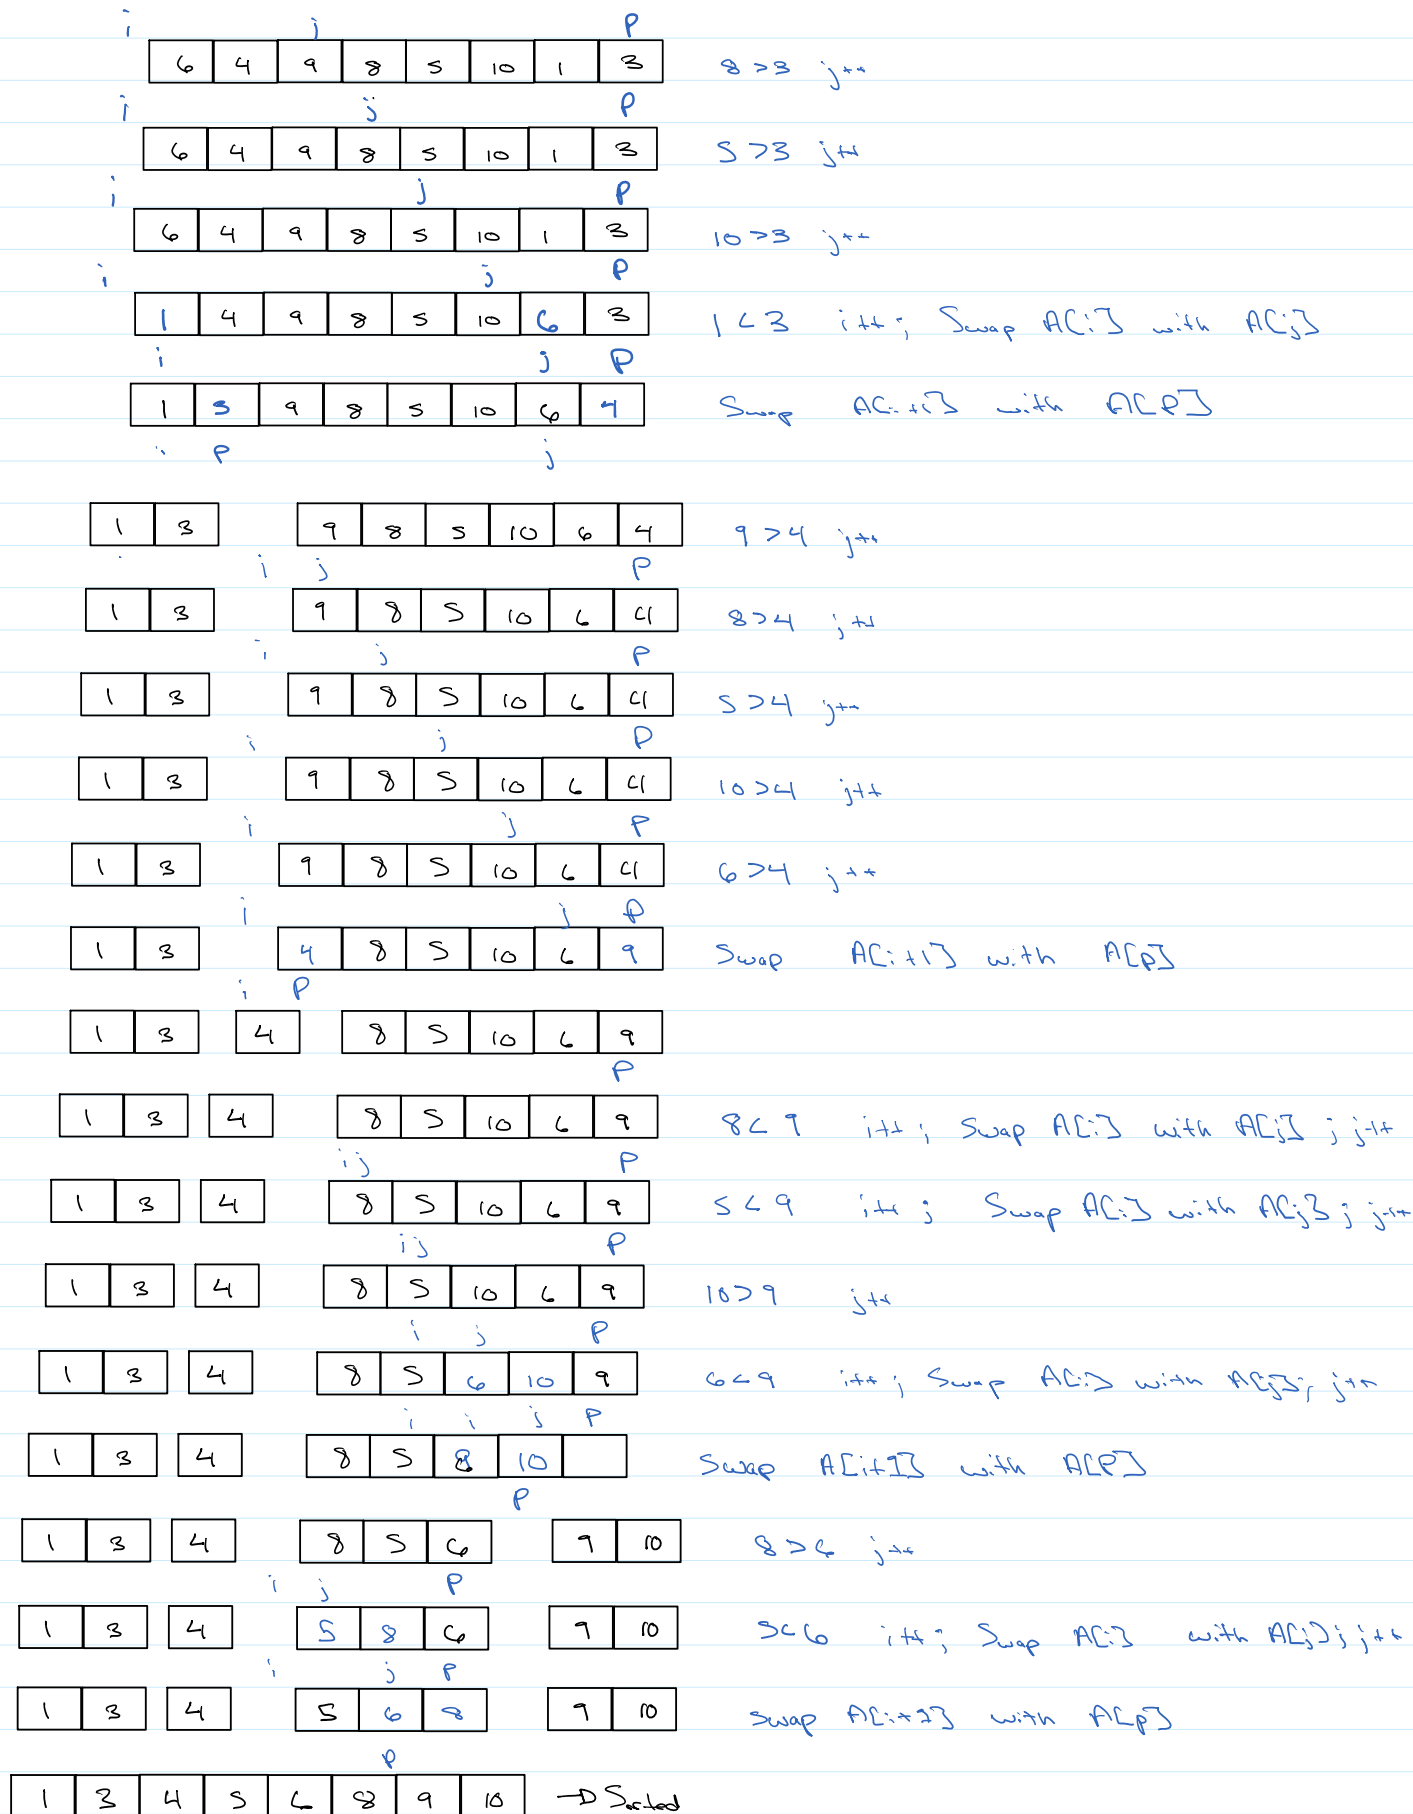 i j P
6 4 9 8 5 10 1 3 8 > 3 j++
i j P
6 4 9 8 5 10 1 3 5 > 3 j++
i j P
6 4 9 8 5 10 1 3 10 > 3 j++
i j P
1 4 9 8 5 10 6 3 1 < 3 i++; Swap A[i] with A[j]
i j P
1 3 9 8 5 10 6 4 Swap A[i+1] with A[P]
i P j
1 3 9 8 5 10 6 4 9 > 4 j++
i j P
1 3 9 8 5 10 6 4 8 > 4 j++
i j P
1 3 9 8 5 10 6 4 5 > 4 j++
i j P
1 3 9 8 5 10 6 4 10 > 4 j++
i j P
1 3 9 8 5 10 6 4 6 > 4 j++
i j P
1 3 4 8 5 10 6 9 Swap A[i+1] with A[P]
i P
1 3 4 8 5 10 6 9
P
1 3 4 8 5 10 6 9 8 < 9 i++; Swap A[i] with A[j]; j++
i j P
1 3 4 8 5 10 6 9 5 < 9 i++; Swap A[i] with A[j]; j++
i j P
1 3 4 8 5 10 6 9 10 > 9 j++
i j P
1 3 4 8 5 6 10 9 6 < 9 i++; Swap A[i] with A[j]; j++
i i j P
1 3 4 8 5 10 Swap A[i+1] with A[P]
P
1 3 4 8 5 6 9 10 8 > 6 j++
i j P
1 3 4 5 8 6 9 10 5 < 6 i++; Swap A[i] with A[j]; j++
i j P
1 3 4 5 6 8 9 10 Swap A[i+1] with A[P]
P
1 3 4 5 6 8 9 10 → Sorted